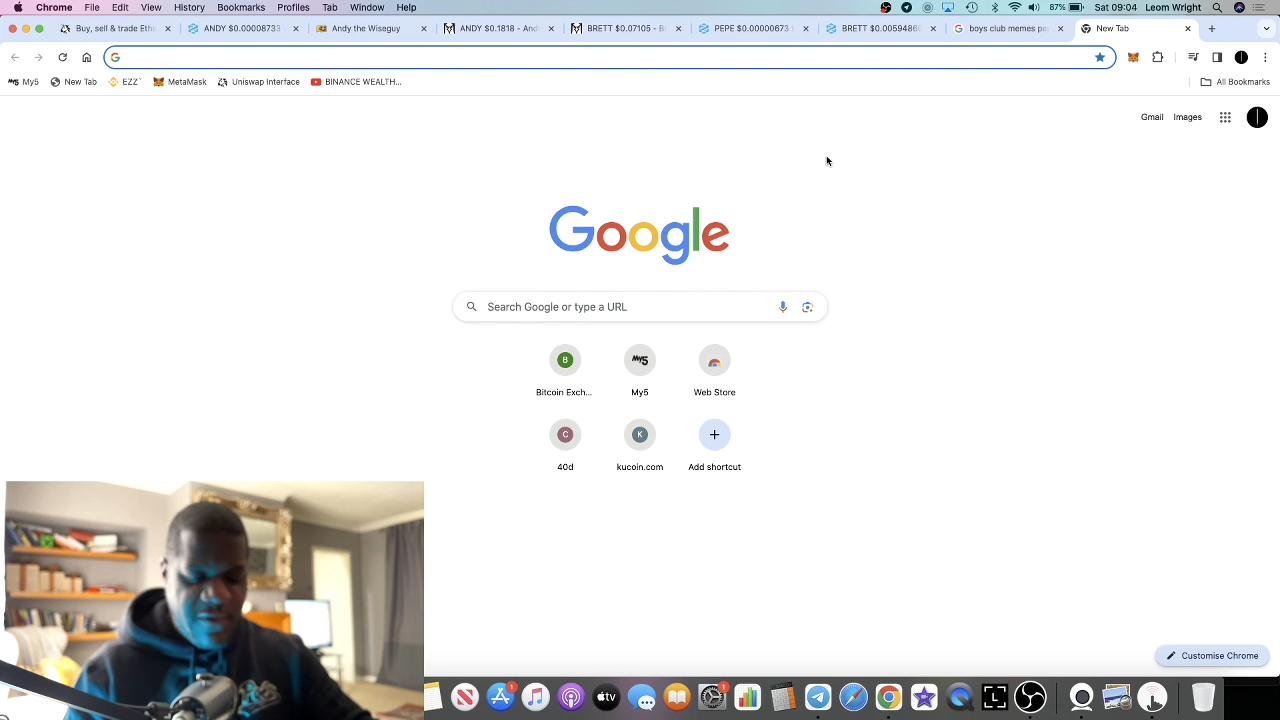 Chrome File Edit View History Bookmarks Profiles Tab Window Help 87% Sat 09:04 Leom Wright
Buy, sell & trade Eth ANDY $0.00008733 Andy the Wiseguy ANDY $0.1818 - And BRETT $0.07105 - B PEPE $0.00000673 BRETT $0.0059486 boys club memes pe New Tab
My5 New Tab EZZ MetaMask Uniswap Interface BINANCE WEALTH... All Bookmarks
Gmail Images
Google
Search Google or type a URL
B My5
Bitcoin Exch... My5 Web Store
C K
40d kucoin.com Add shortcut
Customise Chrome
1 tv 1 L